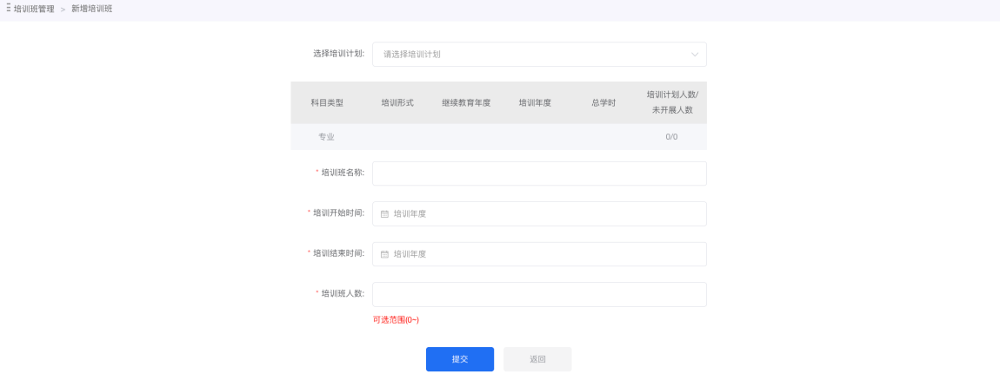 培训班管理 > 新增培训班
选择培训计划: 请选择培训计划
科目类型 培训形式 继续教育年度 培训年度 总学时 培训计划人数/
未开展人数
专业 0/0
* 培训班名称:
* 培训开始时间: 培训年度
* 培训结束时间: 培训年度
* 培训班人数:
可选范围(0~)
提交 返回